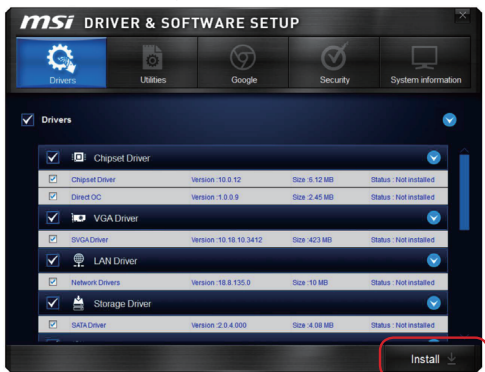 msi DRIVER & SOFTWARE SETUP
Drivers Utilities Google Security System information
Drivers
Chipset Driver
Chipset Driver Version :10.0.12 Size :5.12 MB Status : Not installed
Direct OC Version :1.0.0.9 Size :2.45 MB Status : Not installed
VGA Driver
SVGA Driver Version :10.18.10.3412 Size :423 MB Status : Not installed
LAN Driver
Network Drivers Version :18.8.135.0 Size :10 MB Status : Not installed
Storage Driver
SATA Driver Version :2.0.4.000 Size :4.08 MB Status : Not installed
Install